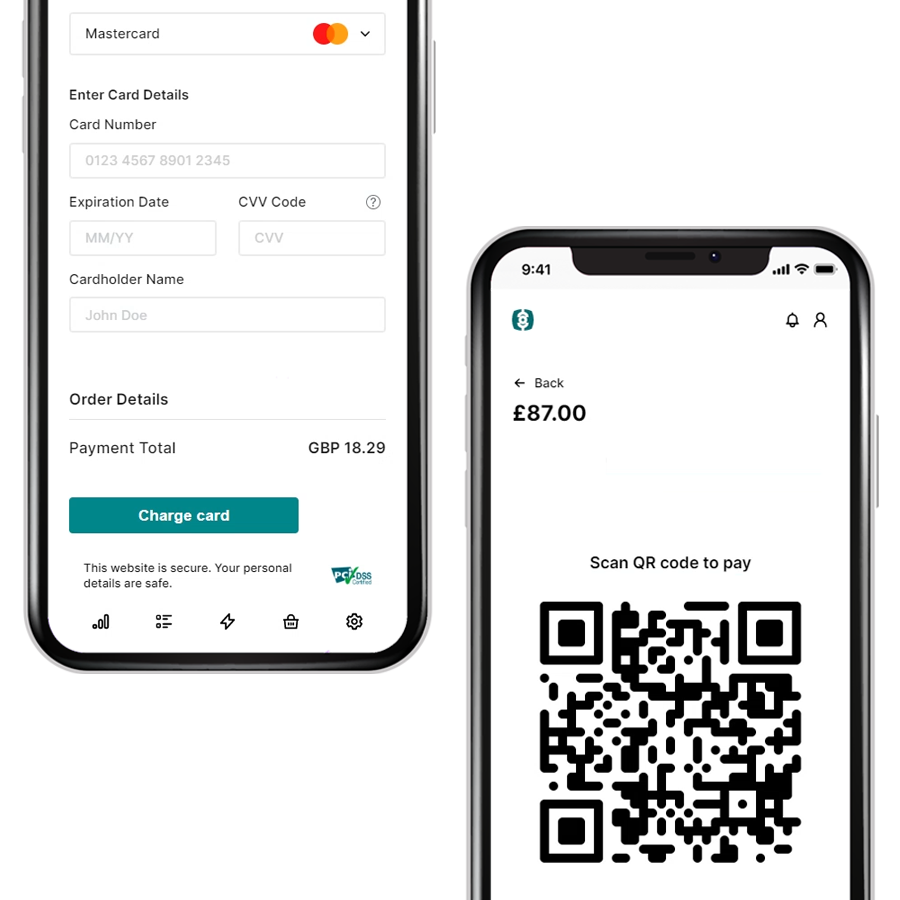 Mastercard
Enter Card Details
Card Number
0123 4567 8901 2345
Expiration Date
CVV Code
?
MM/YY
CVV
Cardholder Name
John Doe
Order Details
Payment Total
GBP 18.29
Charge card
This website is secure. Your personal
details are safe.
PCI DSS
Certified
9:41
← Back
£87.00
Scan QR code to pay